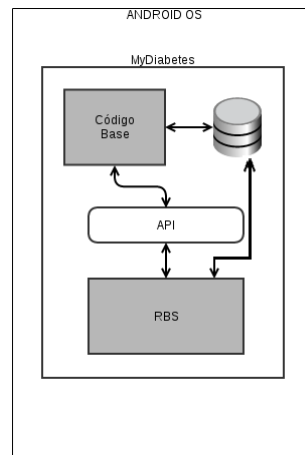 ANDROID OS
MyDiabetes
Código
Base
API
RBS